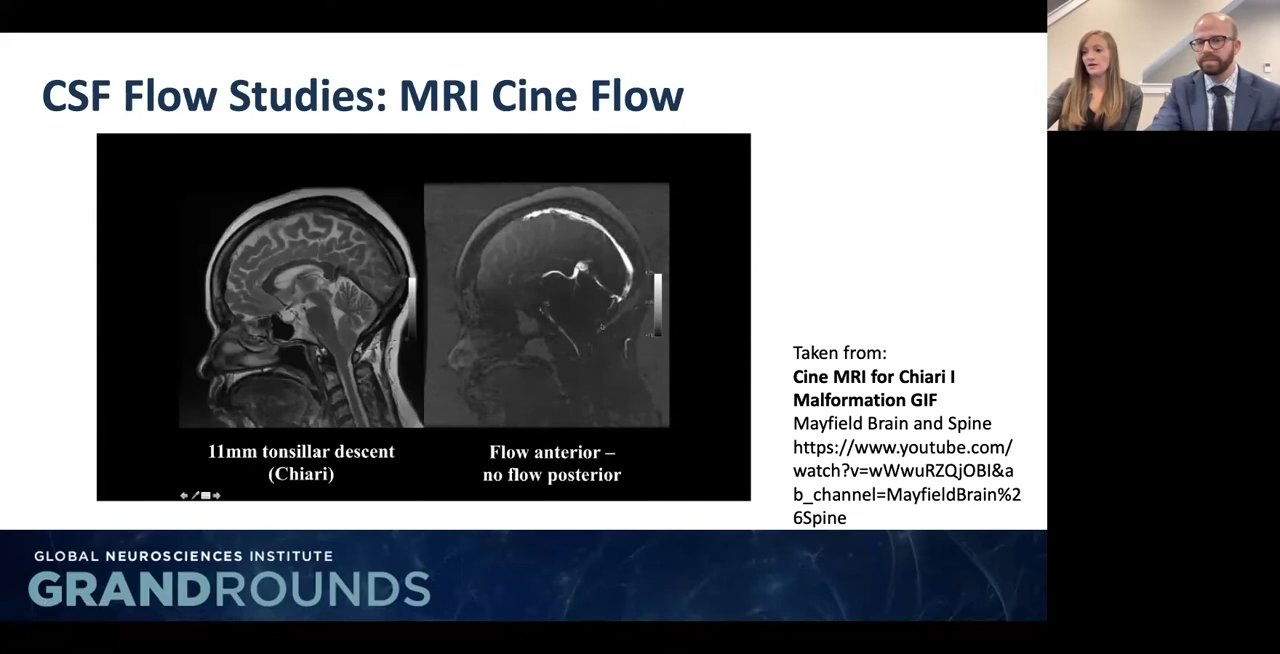 CSF Flow Studies: MRI Cine Flow
11mm tonsillar descent
(Chiari)
Flow anterior –
no flow posterior
Taken from:
Cine MRI for Chiari I
Malformation GIF
Mayfield Brain and Spine
https://www.youtube.com/
watch?v=wWwuRZQjOBI&a
b_channel=MayfieldBrain%2
6Spine
GLOBAL NEUROSCIENCES INSTITUTE
GRANDROUNDS